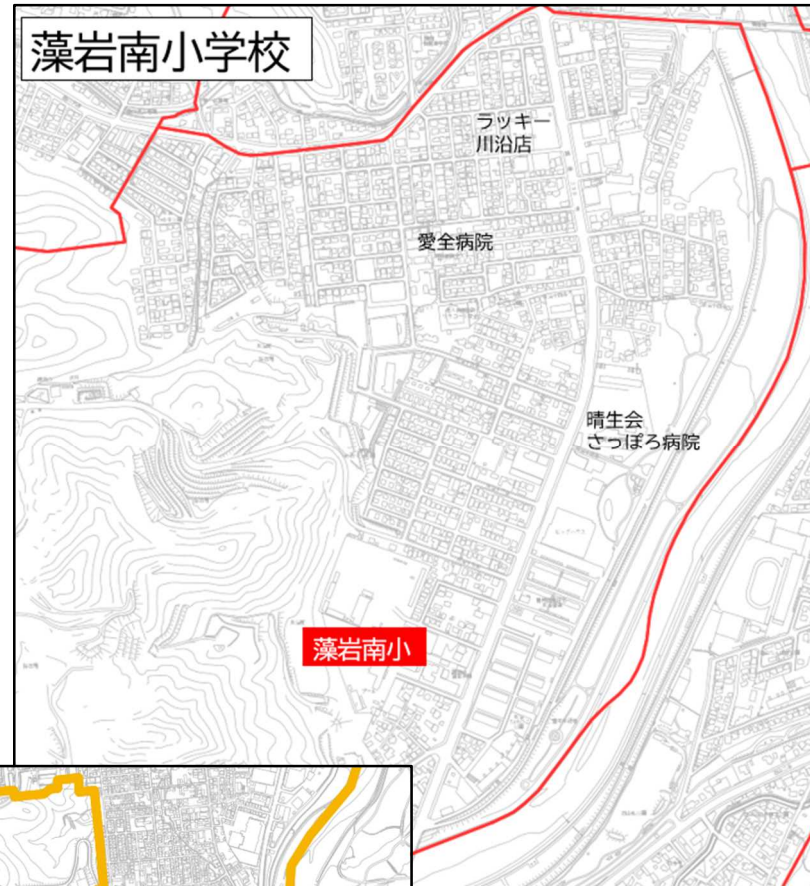 藻岩南小学校
ラッキー
川沿店
愛全病院
晴生会
さっぽろ病院
藻岩南小